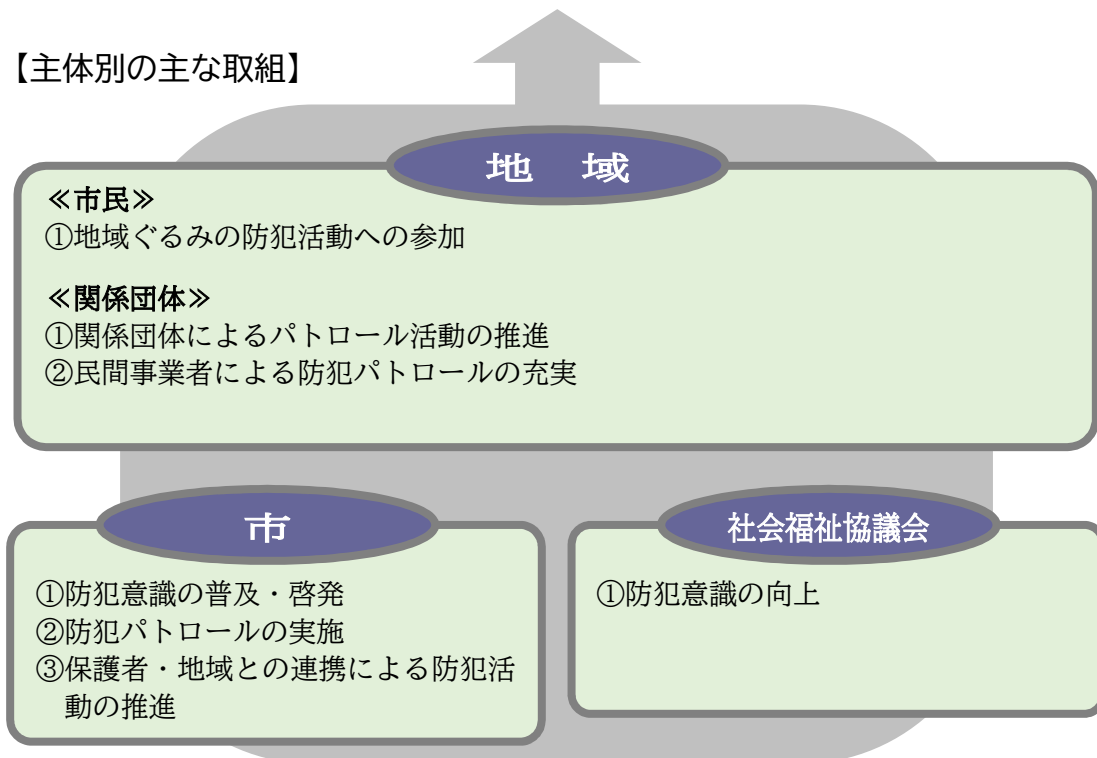 【主体別の主な取組】
地　域
≪市民≫
①地域ぐるみの防犯活動への参加
≪関係団体≫
①関係団体によるパトロール活動の推進
②民間事業者による防犯パトロールの充実
市
①防犯意識の普及・啓発
②防犯パトロールの実施
③保護者・地域との連携による防犯活
動の推進
社会福祉協議会
①防犯意識の向上